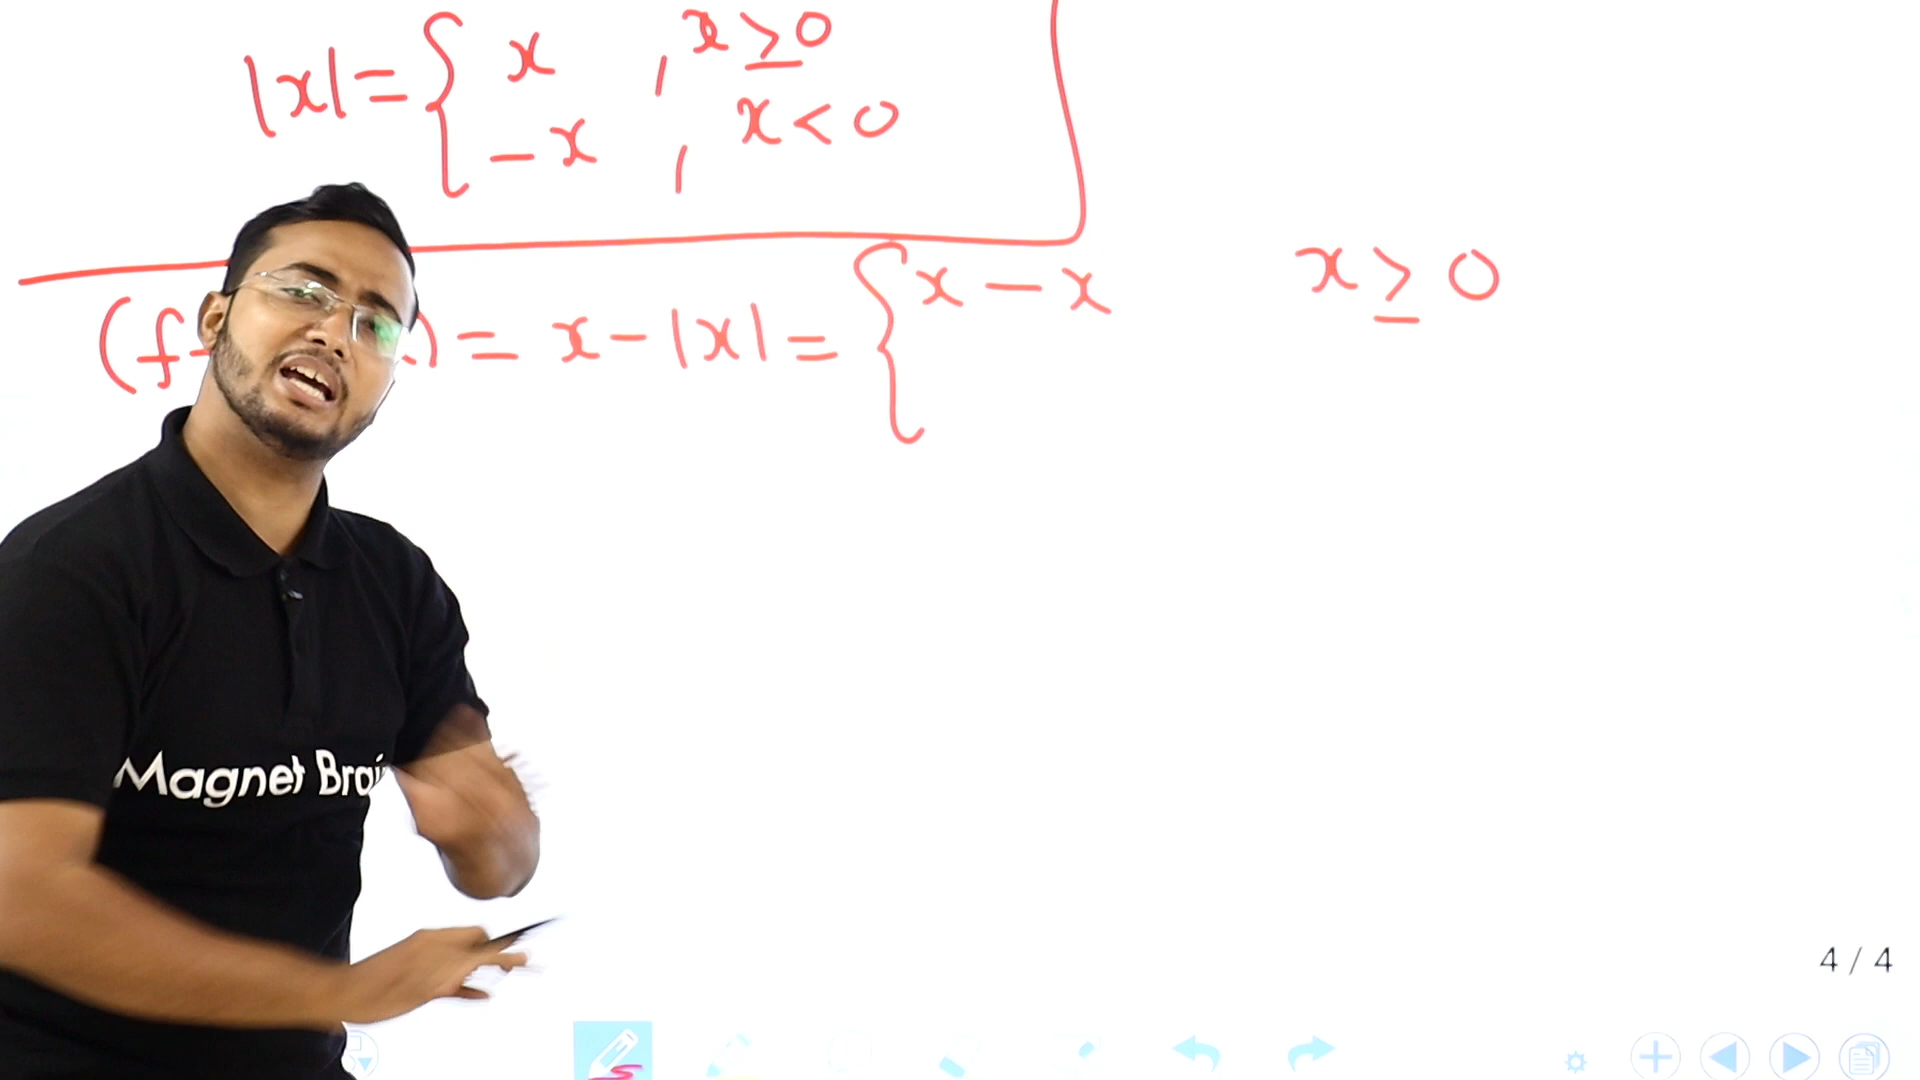 |x| = { x , x ≥ 0
-x , x < 0
(f- ) = x - |x| = { x - x x ≥ 0
Magnet Brai
4 / 4